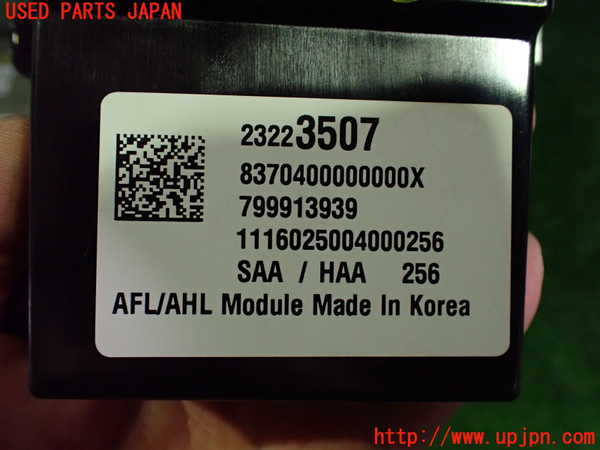 USED PARTS JAPAN
23223507
8370400000000X
799913939
1116025004000256
SAA / HAA 256
AFL/AHL Module Made In Korea
http://www.upjpn.com/